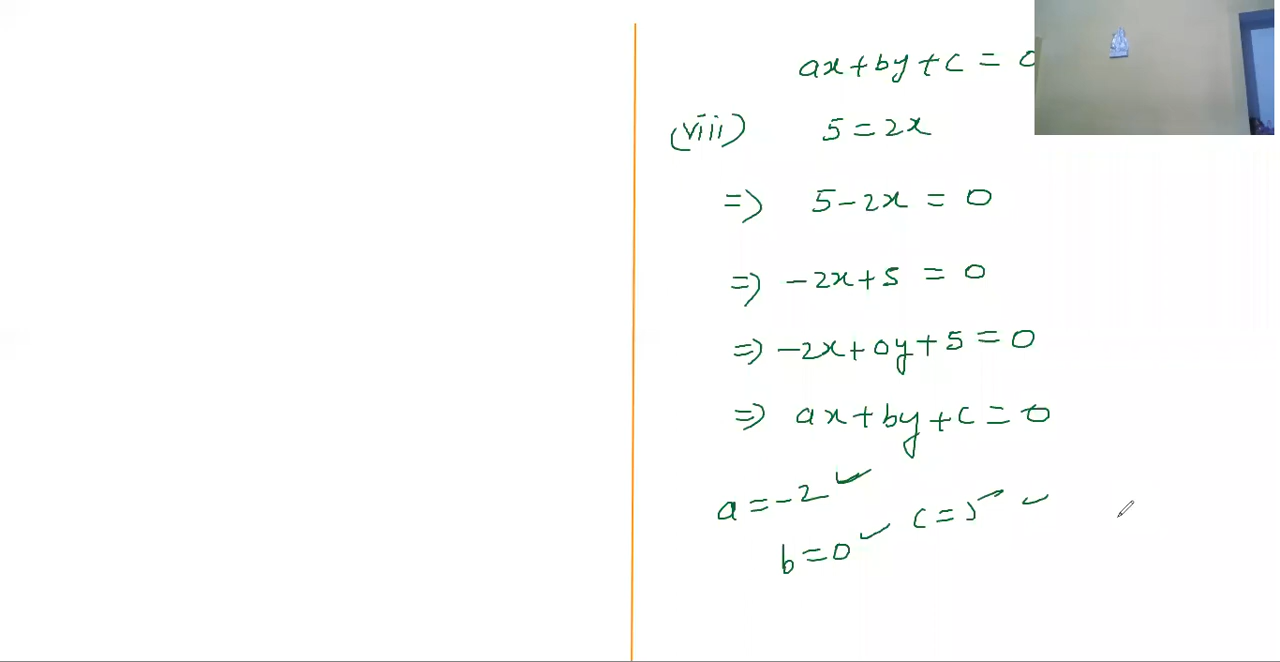 ax+by+c = 0
(viii) 5=2x
=> 5-2x = 0
=> -2x+5 = 0
=> -2x+0y+5=0
=> ax+by+c=0
a=-2 ✓ c=5 ✓
b=0 ✓